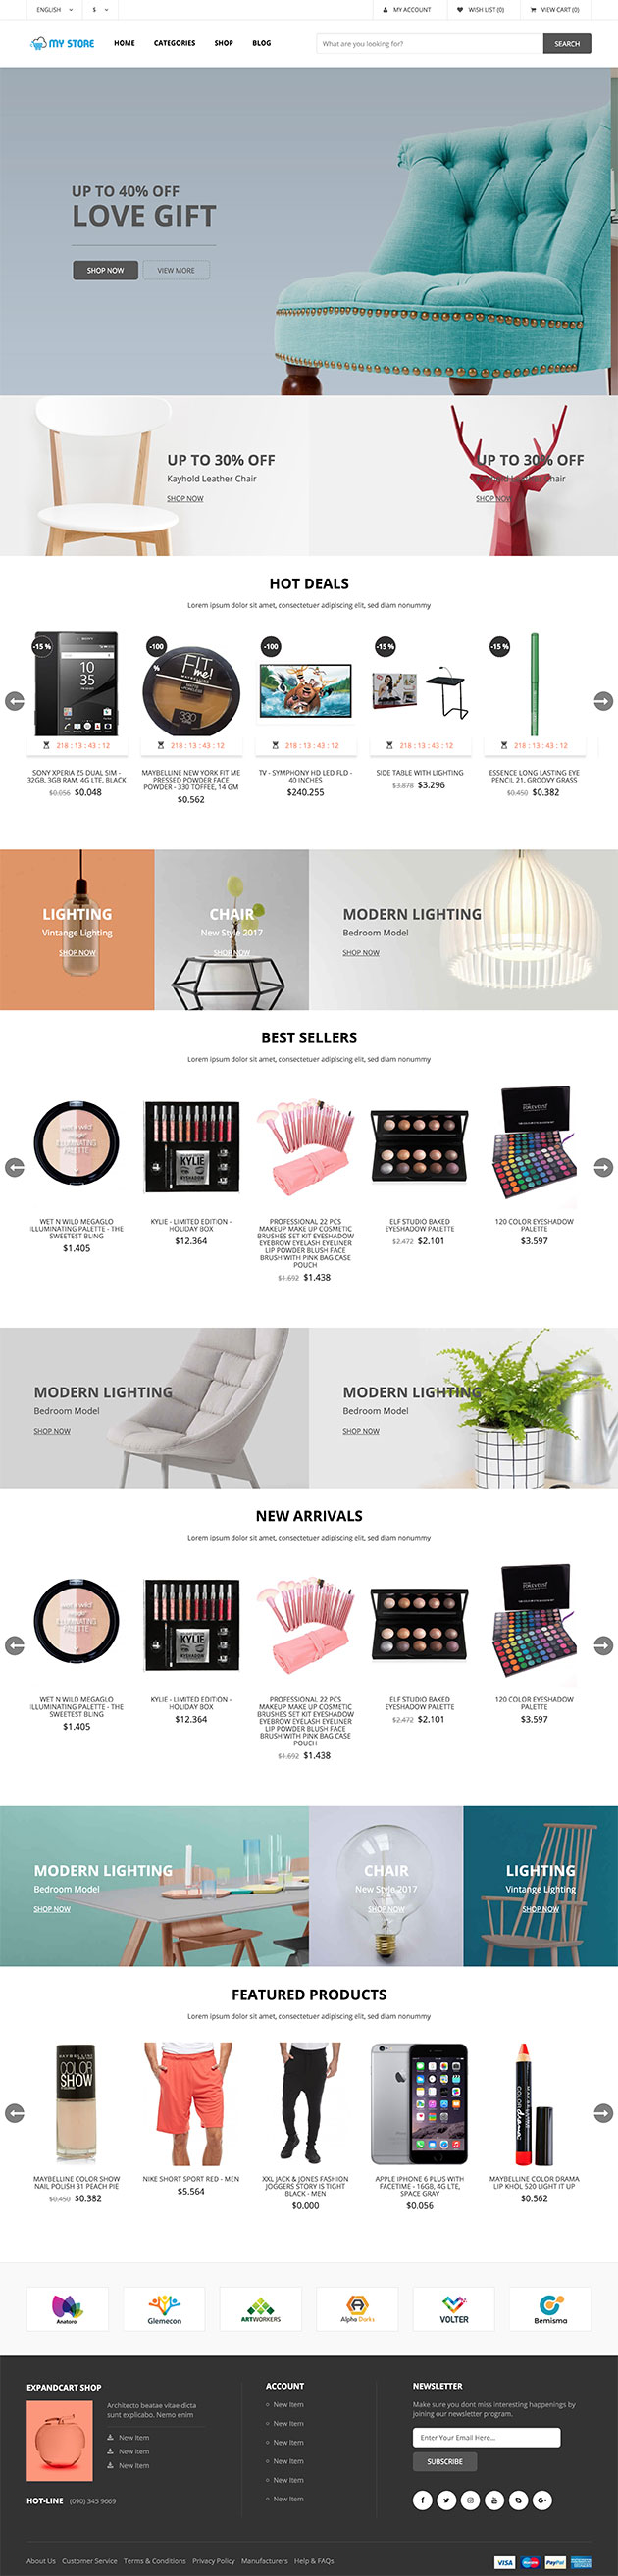 ENGLISH
$
MY ACCOUNT
WISH LIST (0)
VIEW CART (0)
MY STORE
HOME
CATEGORIES
SHOP
BLOG
What are you looking for?
SEARCH
UP TO 40% OFF
LOVE GIFT
SHOP NOW
VIEW MORE
UP TO 30% OFF
Kayhold Leather Chair
SHOP NOW
UP TO 30% OFF
Kayhold Leather Chair
SHOP NOW
HOT DEALS
Lorem ipsum dolor sit amet, consectetuer adipiscing elit, sed diam nonummy
-15 %
SONY
10:35
218 : 13 : 43 : 12
SONY XPERIA Z5 DUAL SIM -
32GB, 3GB RAM, 4G LTE, BLACK
$0.056 $0.048
-100
%
FIT
me!
330
218 : 13 : 43 : 12
MAYBELLINE NEW YORK FIT ME
PRESSED POWDER FACE
POWDER - 330 TOFFEE, 14 GM
$0.562
-100
218 : 13 : 43 : 12
TV - SYMPHONY HD LED FLD -
40 INCHES
$240.255
-15 %
218 : 13 : 43 : 12
SIDE TABLE WITH LIGHTING
$3.878 $3.296
-15 %
218 : 13 : 43 : 12
ESSENCE LONG LASTING EYE
PENCIL 21, GROOVY GRASS
$0.450 $0.382
LIGHTING
Vintange Lighting
SHOP NOW
CHAIR
New Style 2017
SHOP NOW
MODERN LIGHTING
Bedroom Model
SHOP NOW
BEST SELLERS
Lorem ipsum dolor sit amet, consectetuer adipiscing elit, sed diam nonummy
wet n wild
ILLUMINATING
PALETTE
WET N WILD MEGAGLO
ILLUMINATING PALETTE - THE
SWEETEST BLING
$1.405
KYLIE
KYLIE - LIMITED EDITION -
HOLIDAY BOX
$12.364
PROFESSIONAL 22 PCS
MAKEUP MAKE UP COSMETIC
BRUSHES SET KIT EYESHADOW
EYEBROW EYELASH EYELINER
LIP POWDER BLUSH FACE
BRUSH WITH PINK BAG CASE
POUCH
$1.692 $1.438
ELF STUDIO BAKED
EYESHADOW PALETTE
$2.472 $2.101
120 COLOR EYESHADOW
PALETTE
$3.597
MODERN LIGHTING
Bedroom Model
SHOP NOW
MODERN LIGHTING
Bedroom Model
SHOP NOW
NEW ARRIVALS
Lorem ipsum dolor sit amet, consectetuer adipiscing elit, sed diam nonummy
wet n wild
ILLUMINATING
PALETTE
WET N WILD MEGAGLO
ILLUMINATING PALETTE - THE
SWEETEST BLING
$1.405
KYLIE
KYLIE - LIMITED EDITION -
HOLIDAY BOX
$12.364
PROFESSIONAL 22 PCS
MAKEUP MAKE UP COSMETIC
BRUSHES SET KIT EYESHADOW
EYEBROW EYELASH EYELINER
LIP POWDER BLUSH FACE
BRUSH WITH PINK BAG CASE
POUCH
$1.692 $1.438
ELF STUDIO BAKED
EYESHADOW PALETTE
$2.472 $2.101
120 COLOR EYESHADOW
PALETTE
$3.597
MODERN LIGHTING
Bedroom Model
SHOP NOW
CHAIR
New Style 2017
SHOP NOW
LIGHTING
Vintange Lighting
SHOP NOW
FEATURED PRODUCTS
Lorem ipsum dolor sit amet, consectetuer adipiscing elit, sed diam nonummy
MAYBELLINE
COLOR
SHOW
MAYBELLINE COLOR SHOW
NAIL POLISH 31 PEACH PIE
$0.450 $0.382
NIKE SHORT SPORT RED - MEN
$5.564
XXL JACK & JONES FASHION
JOGGERS STORY IS TIGHT
BLACK - MEN
$0.000
APPLE IPHONE 6 PLUS WITH
FACETIME - 16GB, 4G LTE,
SPACE GRAY
$0.056
MAYBELLINE COLOR DRAMA
LIP KHOL 520 LIGHT IT UP
$0.562
Anatoro
Glemecon
ARTWORKERS
Alpha Darks
VOLTER
Bemisma
EXPANDCART SHOP
Architecto beatae vitae dicta
sunt explicabo. Nemo enim
New Item
New Item
New Item
HOT-LINE (090) 345 9669
ACCOUNT
New Item
New Item
New Item
New Item
New Item
New Item
NEWSLETTER
Make sure you dont miss interesting happenings by
joining our newsletter program.
Enter Your Email Here...
SUBSCRIBE
About Us
Customer Service
Terms & Conditions
Privacy Policy
Manufacturers
Help & FAQs
VISA
PayPal